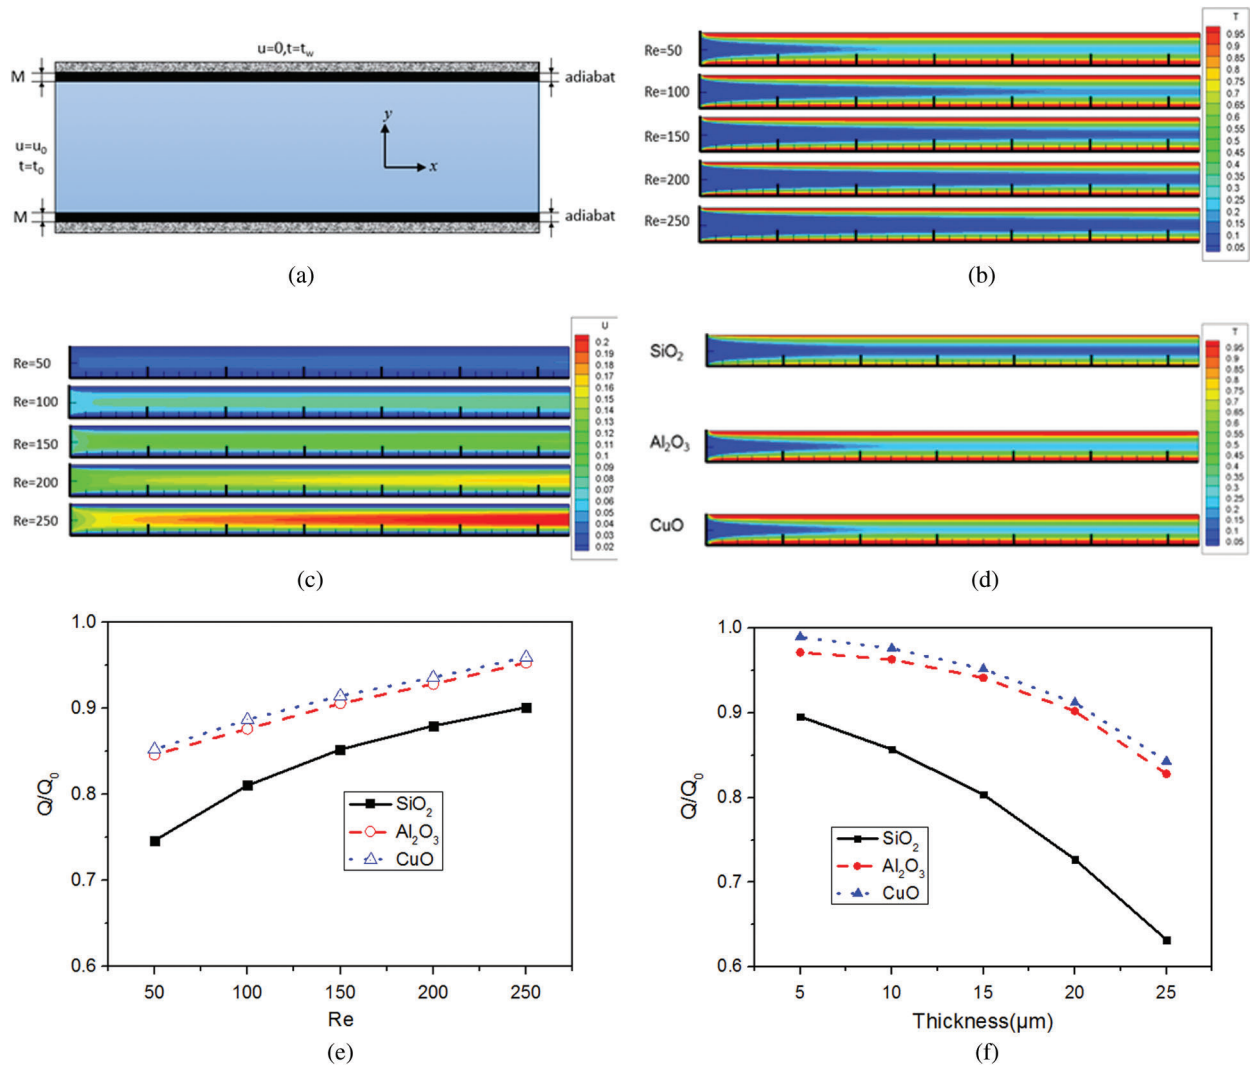 u=0,t=t_w
M
adiabat
y
x
u=u_0
t=t_0
M
adiabat
(a)
T
Re=50
Re=100
Re=150
Re=200
Re=250
0.95
0.9
0.85
0.8
0.75
0.7
0.65
0.6
0.55
0.5
0.45
0.4
0.35
0.3
0.25
0.2
0.15
0.1
0.05
(b)
U
Re=50
Re=100
Re=150
Re=200
Re=250
0.2
0.19
0.18
0.17
0.16
0.15
0.14
0.13
0.12
0.11
0.1
0.09
0.08
0.07
0.06
0.05
0.04
0.03
0.02
(c)
T
SiO₂
Al₂O₃
CuO
0.95
0.9
0.85
0.8
0.75
0.7
0.65
0.6
0.55
0.5
0.45
0.4
0.35
0.3
0.25
0.2
0.15
0.1
0.05
(d)
1.0
0.9
0.8
0.7
0.6
Q/Q₀
SiO₂
Al₂O₃
CuO
50 100 150 200 250
Re
(e)
1.0
0.9
0.8
0.7
0.6
Q/Q₀
SiO₂
Al₂O₃
CuO
5 10 15 20 25
Thickness(μm)
(f)